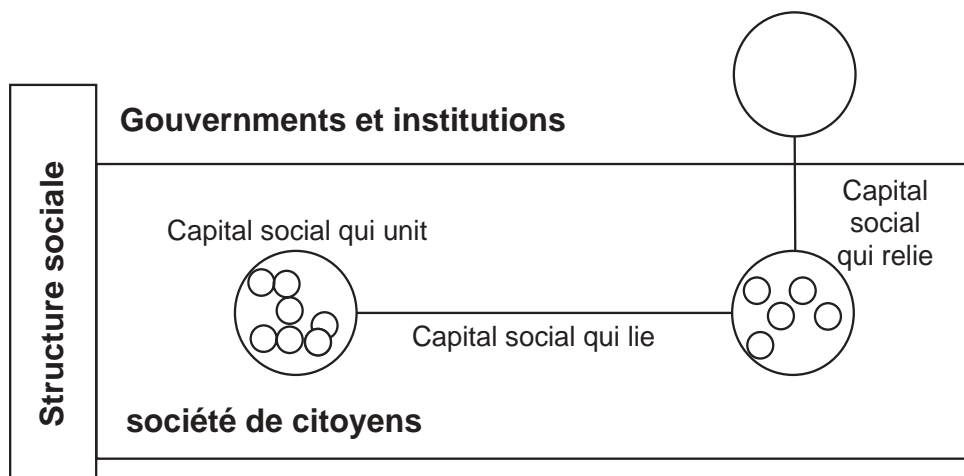 Structure sociale
Gouvernments et institutions
Capital social qui unit
Capital
social
qui relie
Capital social qui lie
société de citoyens